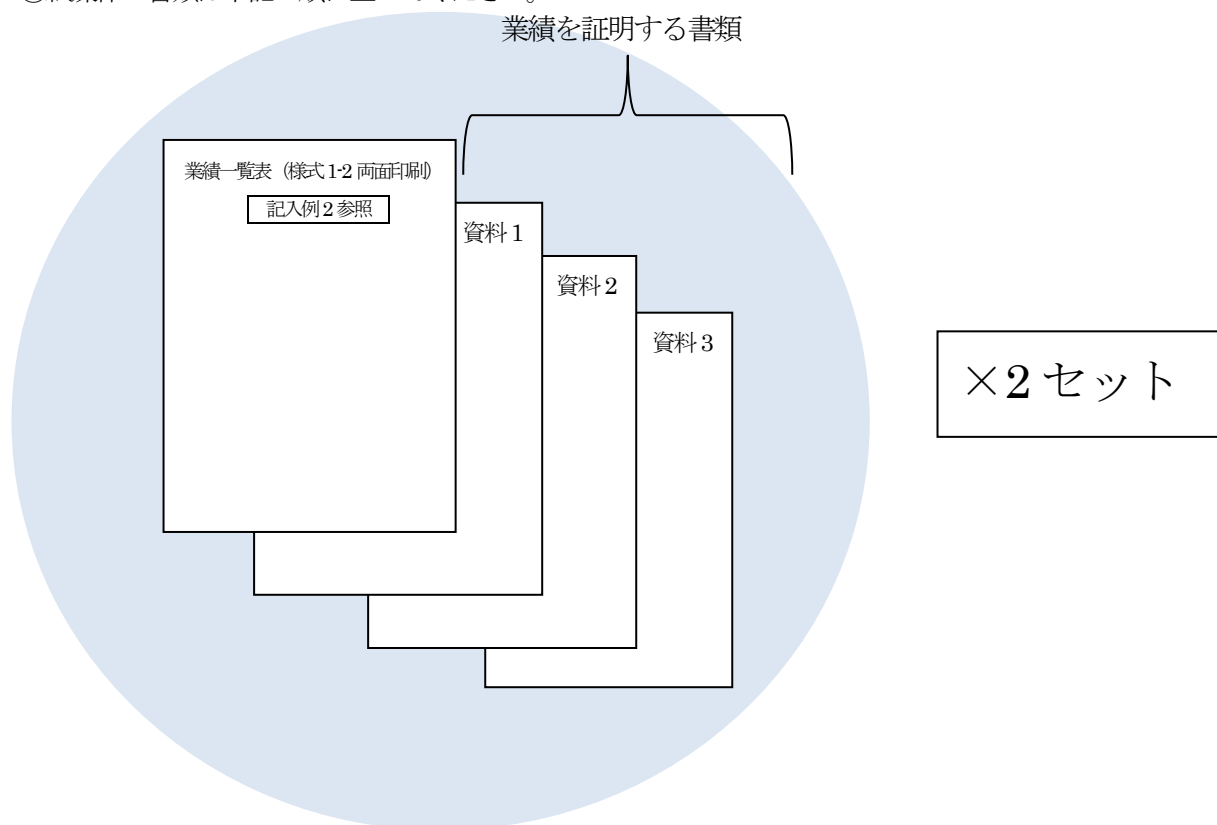 業績を証明する書類
業績一覧表（様式1-2 両面印刷）
記入例2参照
資料1
資料2
資料3
×2セット